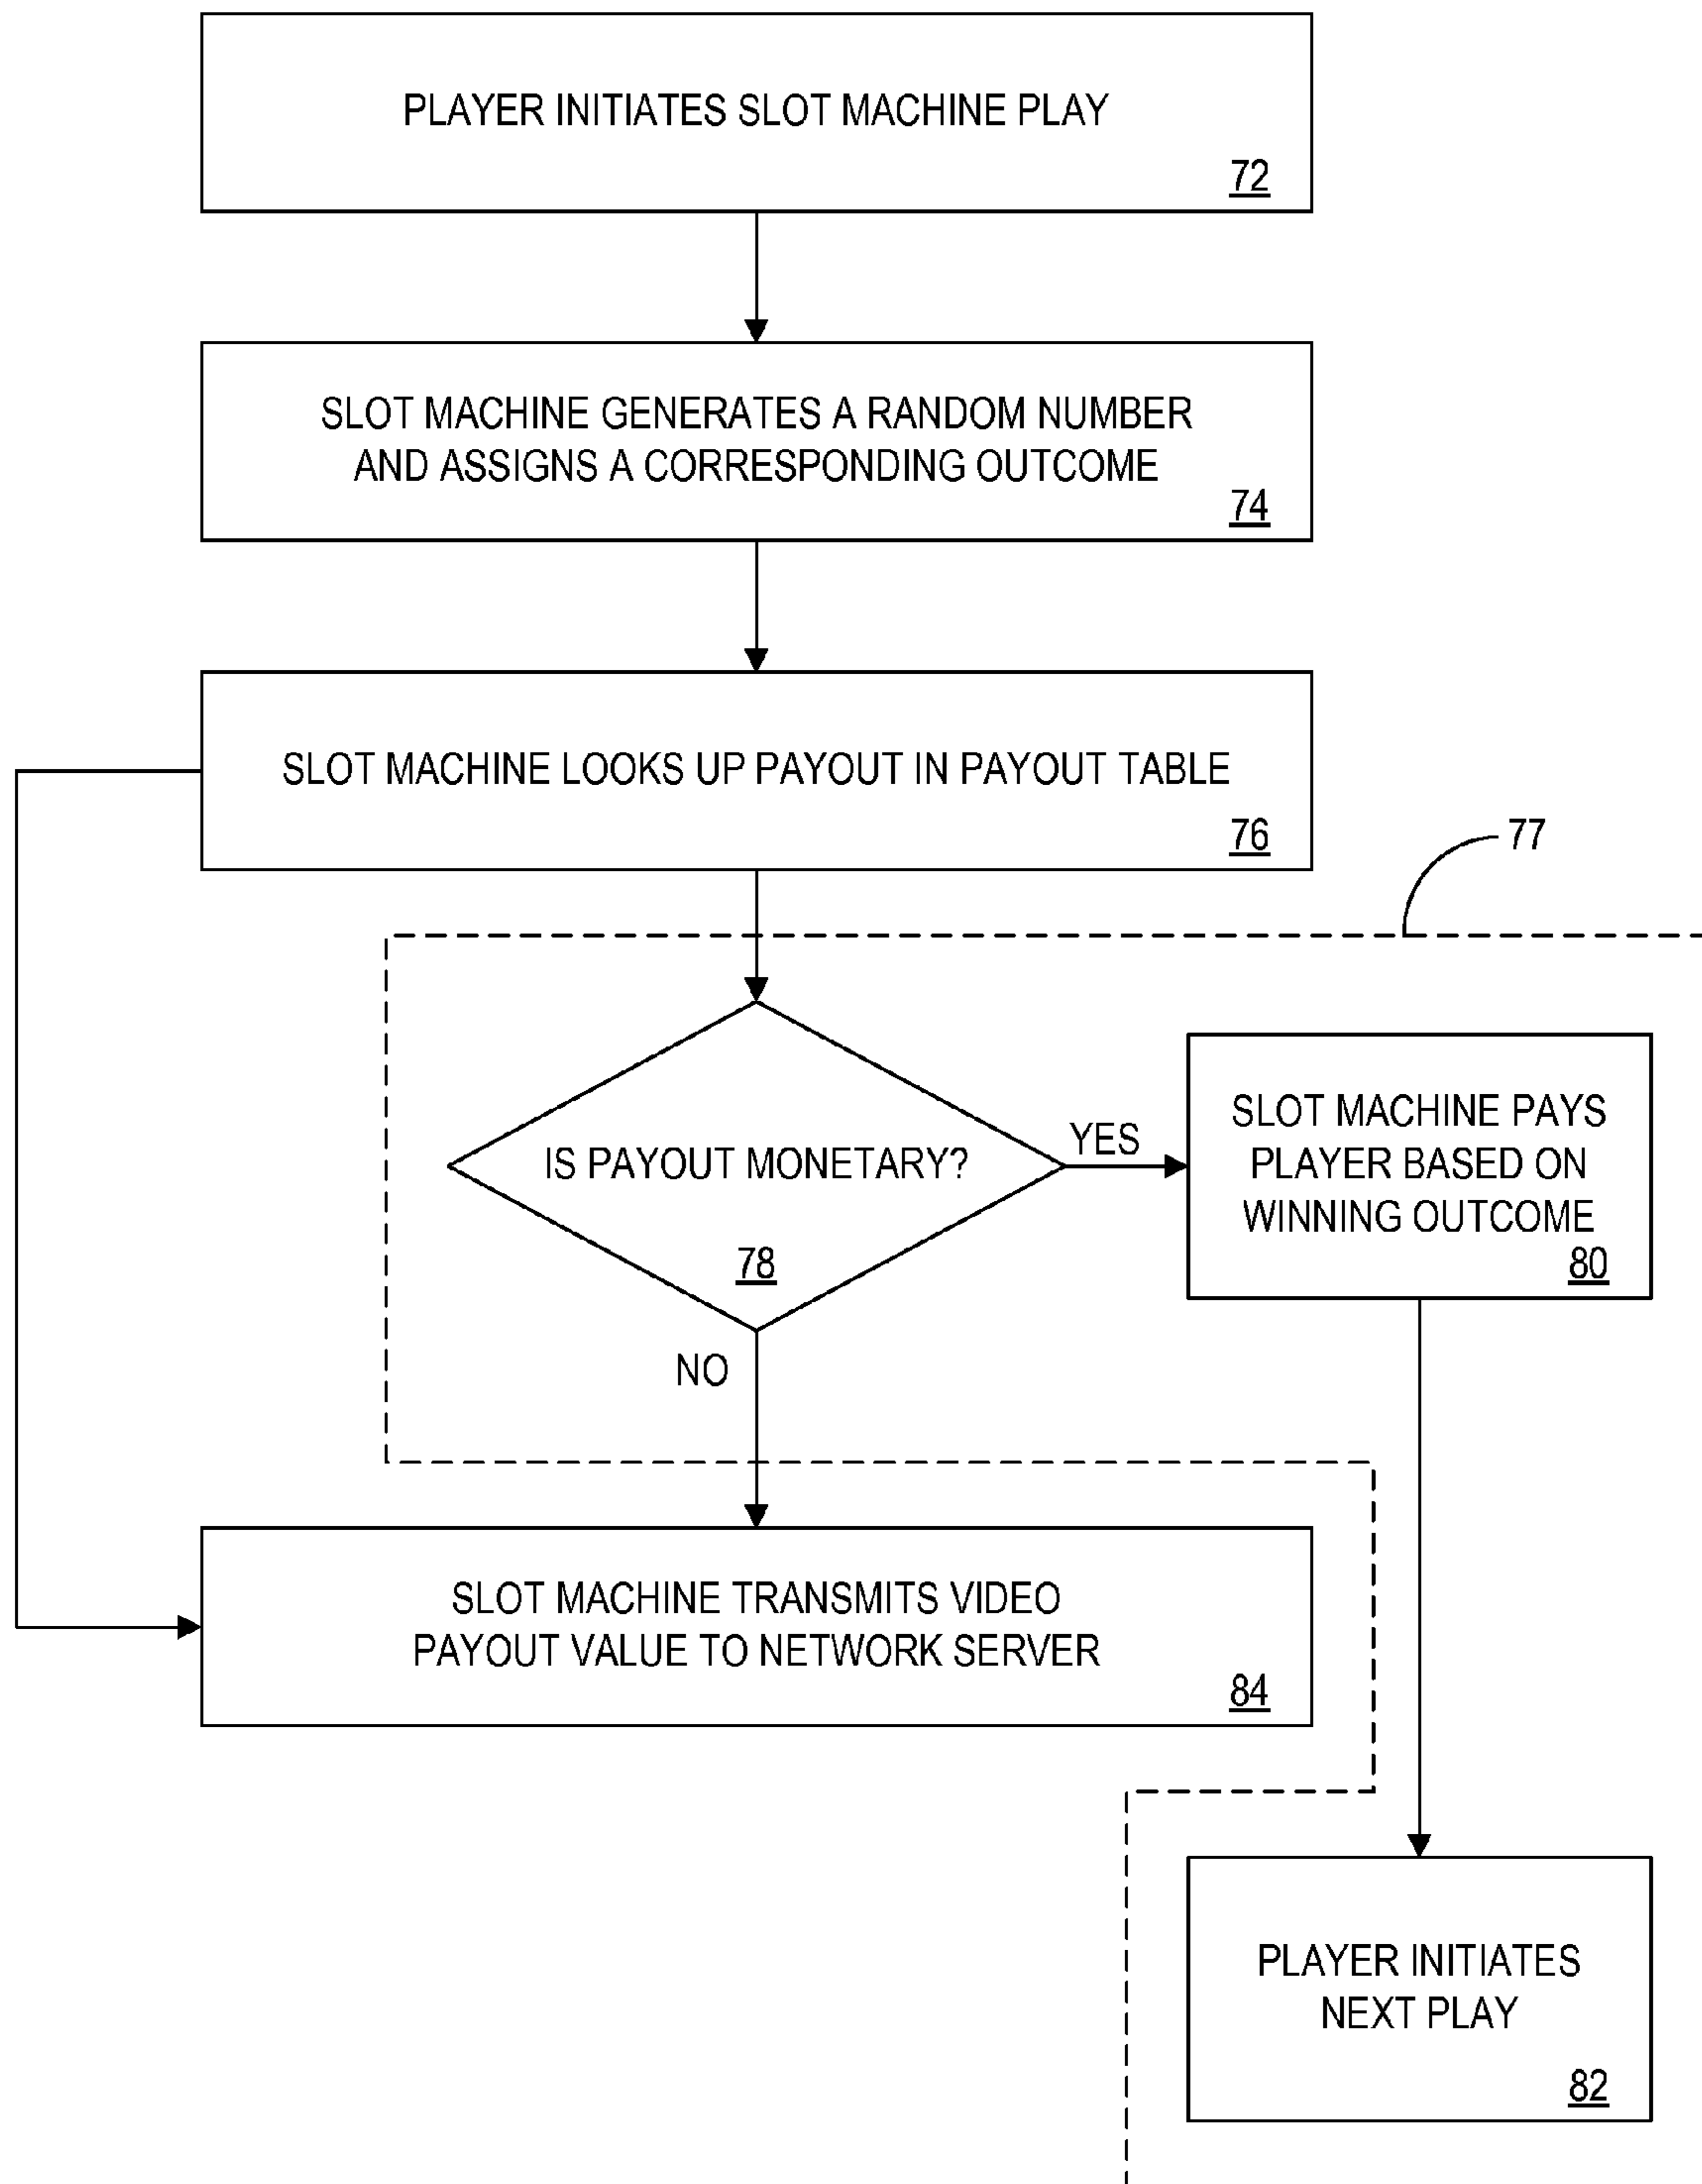 PLAYER INITIATES SLOT MACHINE PLAY
72
SLOT MACHINE GENERATES A RANDOM NUMBER
AND ASSIGNS A CORRESPONDING OUTCOME
74
SLOT MACHINE LOOKS UP PAYOUT IN PAYOUT TABLE
76
77
IS PAYOUT MONETARY?
78
YES
SLOT MACHINE PAYS
PLAYER BASED ON
WINNING OUTCOME
80
NO
SLOT MACHINE TRANSMITS VIDEO
PAYOUT VALUE TO NETWORK SERVER
84
PLAYER INITIATES
NEXT PLAY
82